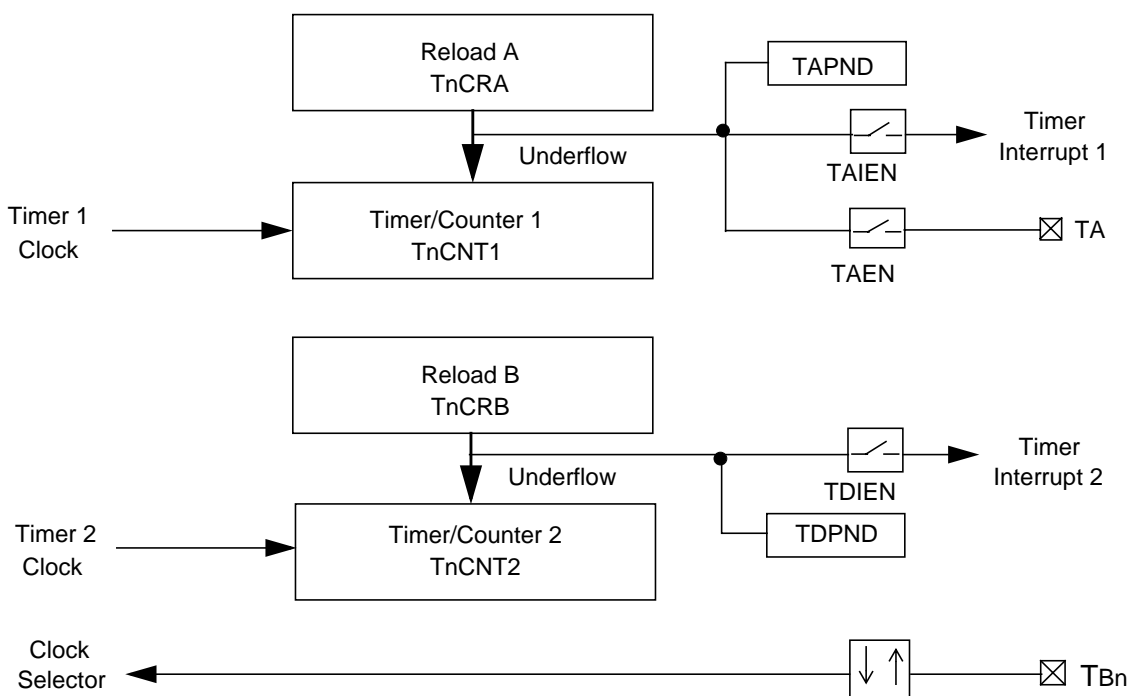 Reload A
TnCRA
TAPND
Timer
Interrupt 1
Underflow
TAIEN
Timer 1
Clock
Timer/Counter 1
TnCNT1
TA
TAEN
Reload B
TnCRB
Timer
Interrupt 2
Underflow
TDIEN
Timer 2
Clock
Timer/Counter 2
TnCNT2
TDPND
Clock
Selector
TBn